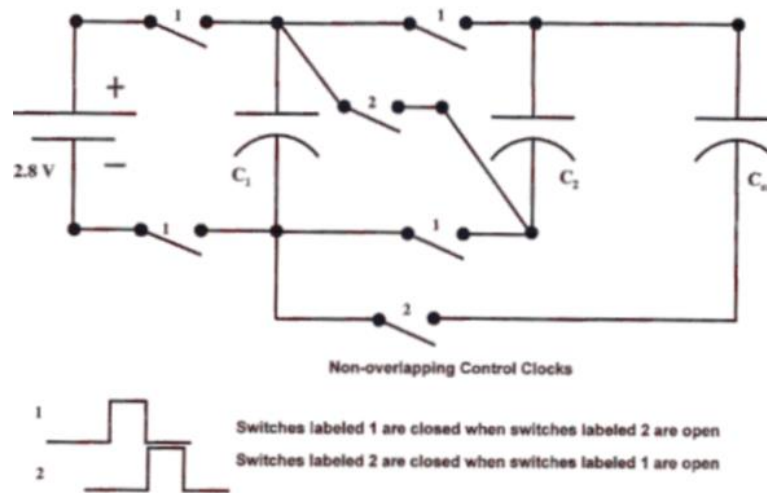 1
1
+
2
−
2.8 V
C1
C2
Co
1
1
2
Non-overlapping Control Clocks
1
Switches labeled 1 are closed when switches labeled 2 are open
2
Switches labeled 2 are closed when switches labeled 1 are open